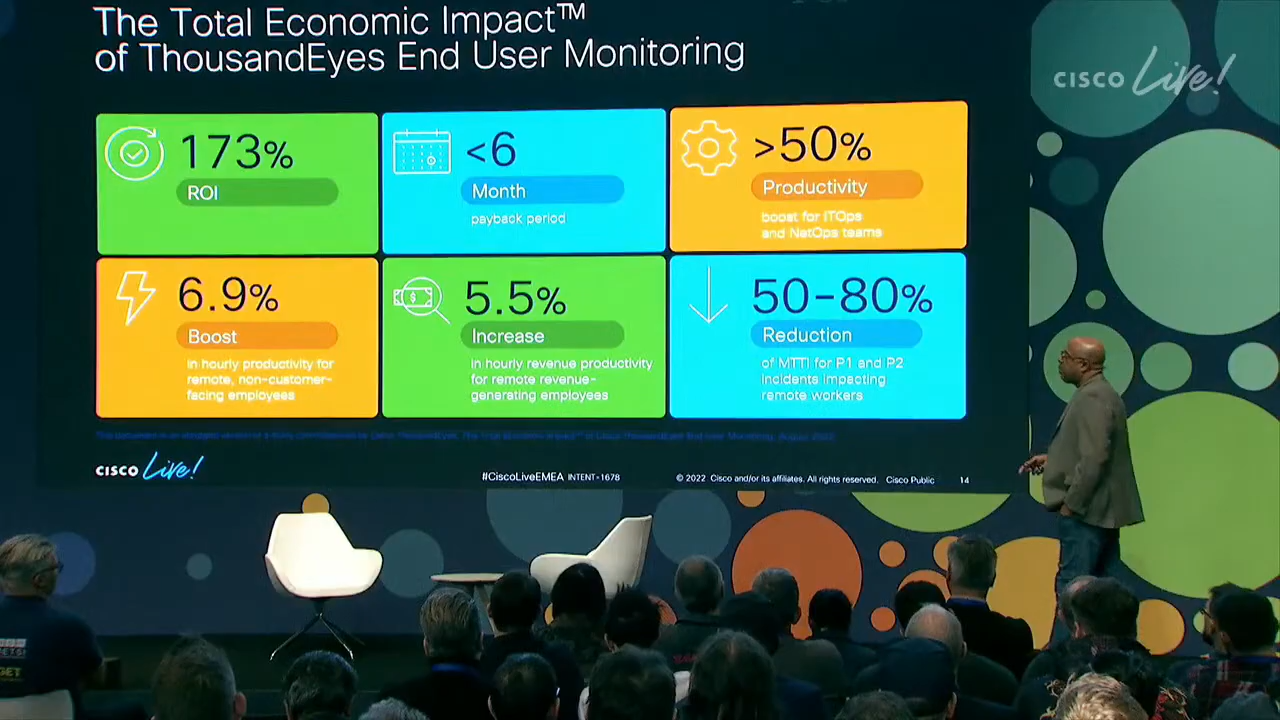 The Total Economic Impact™
of ThousandEyes End User Monitoring
CISCO Live!
173%
ROI
<6
Month
payback period
>50%
Productivity
boost for ITOps
and NetOps teams
6.9%
Boost
in hourly productivity for
remote, non-customer-
facing employees
5.5%
Increase
in hourly revenue productivity
for remote revenue-
generating employees
50-80%
Reduction
of MTTI for P1 and P2
incidents impacting
remote workers
CISCO Live!
#CiscoLiveEMEA INTENT-1678
© 2022 Cisco and/or its affiliates. All rights reserved. Cisco Public
14